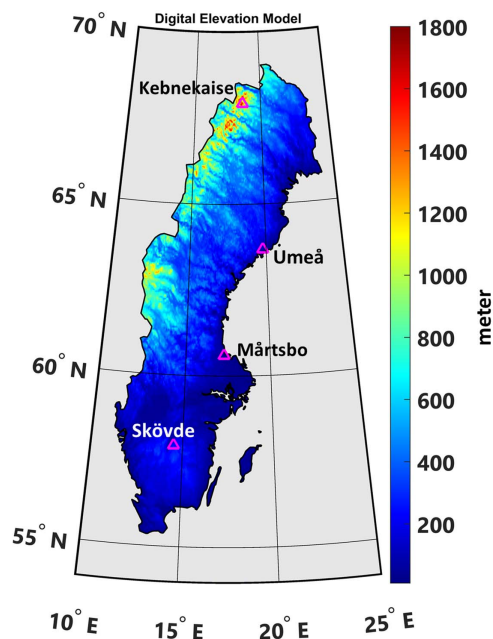 Digital Elevation Model
70° N
65° N
60° N
55° N
10° E
15° E
20° E
25° E
Kebnekaise
Umeå
Mårtsbo
Skövde
1800
1600
1400
1200
1000
800
600
400
200
meter